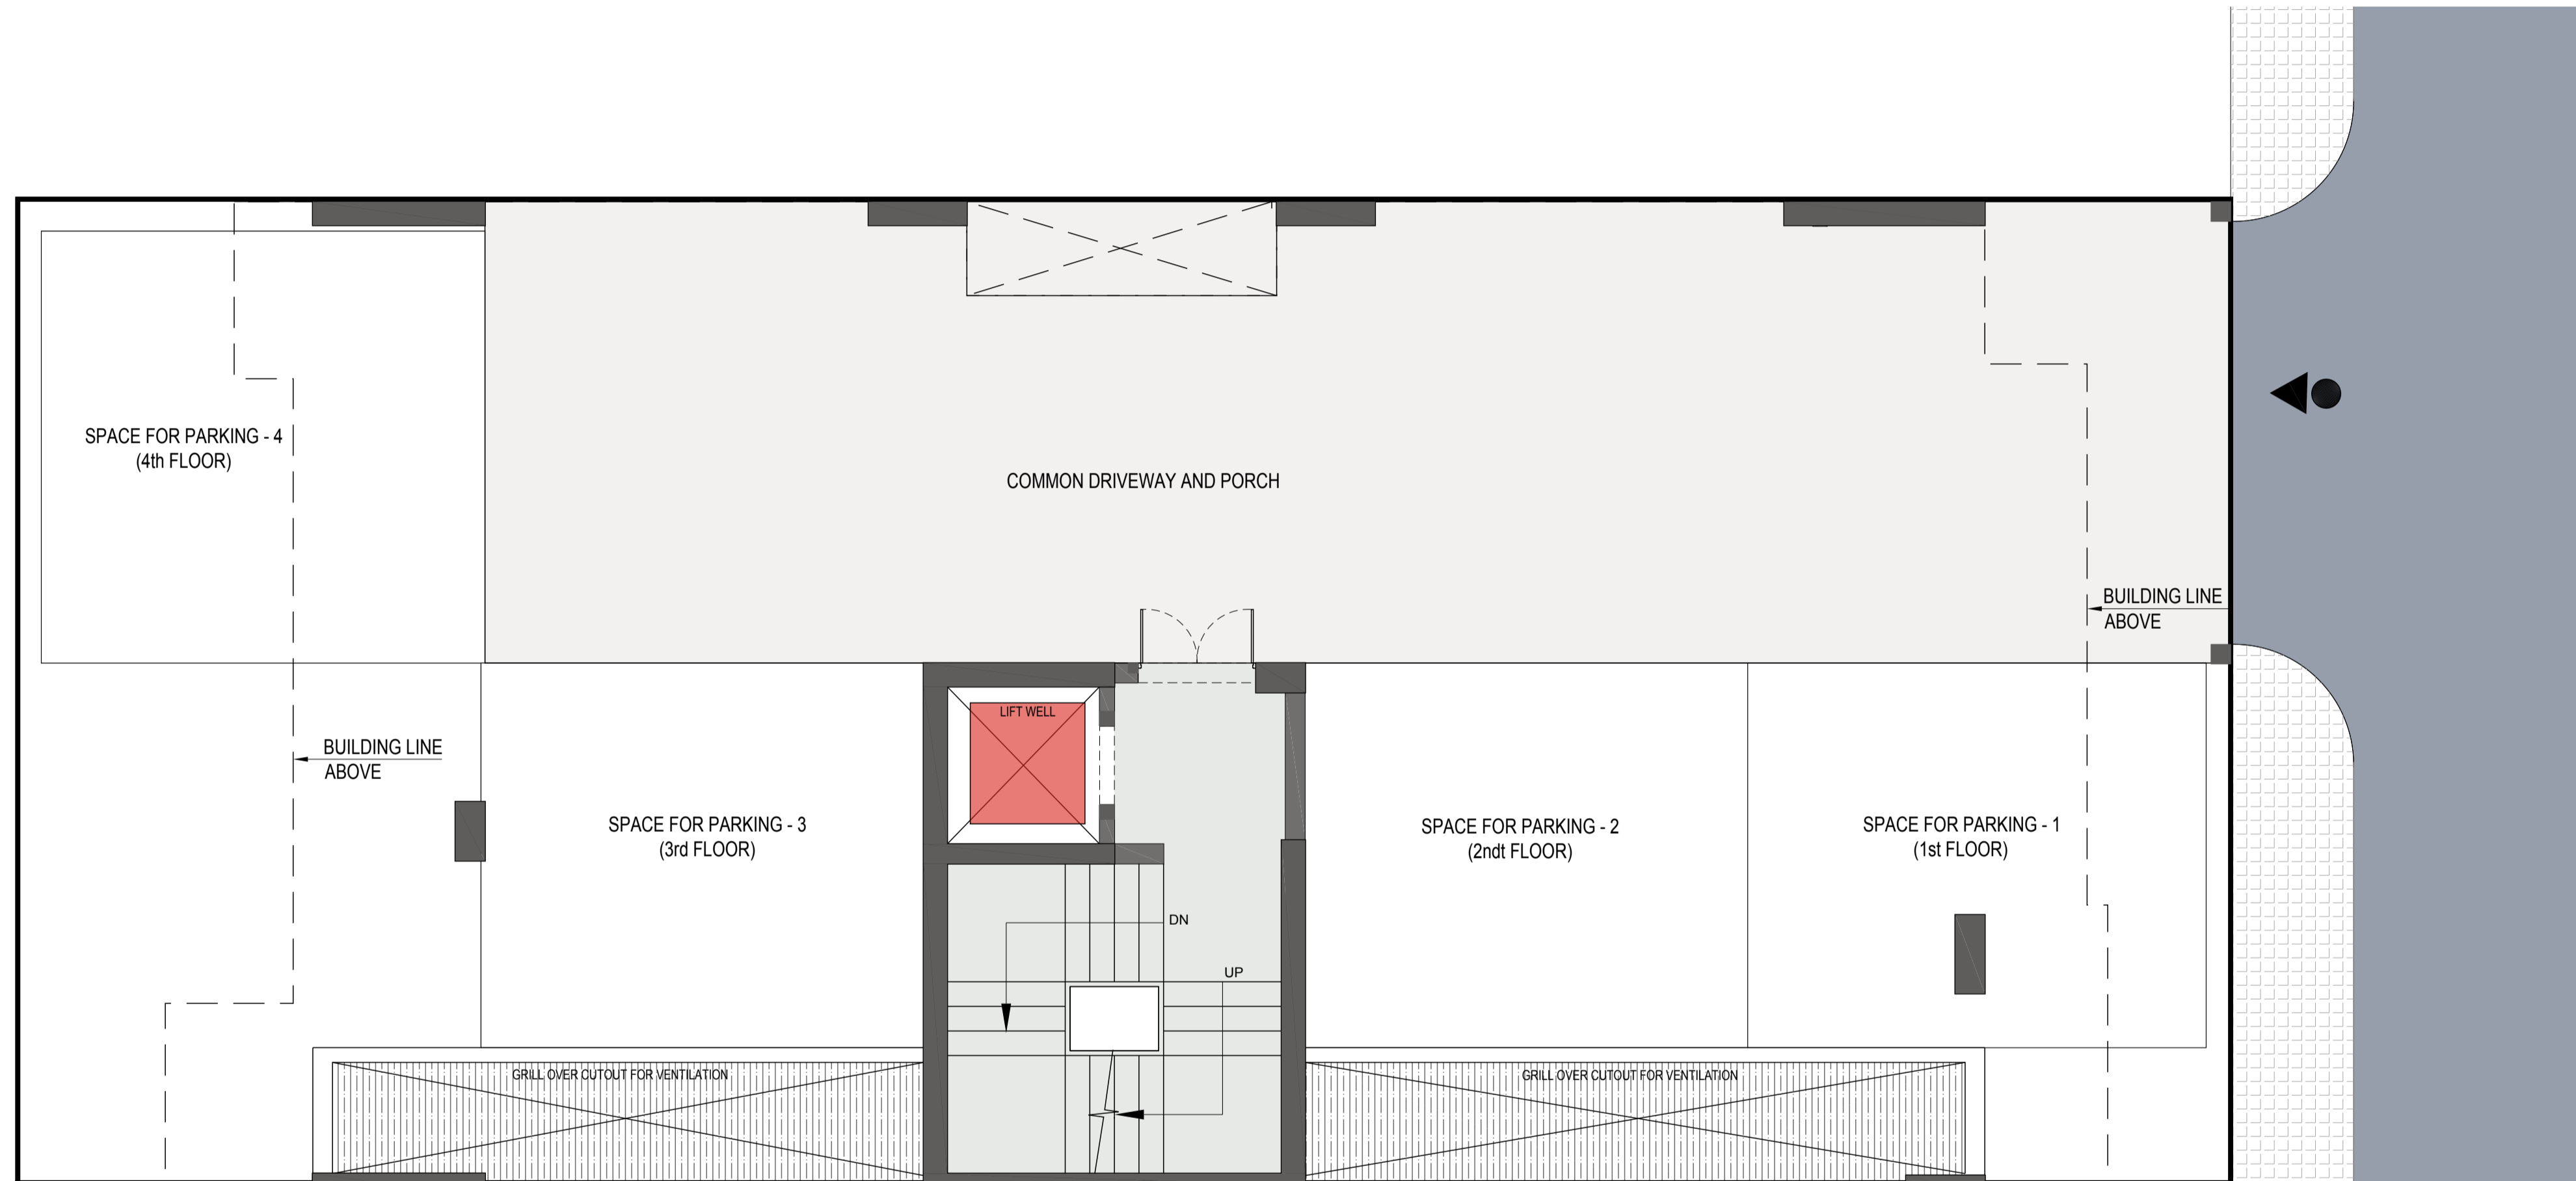 SPACE FOR PARKING - 4
(4th FLOOR)
COMMON DRIVEWAY AND PORCH
BUILDING LINE
ABOVE
LIFT WELL
BUILDING LINE
ABOVE
SPACE FOR PARKING - 3
(3rd FLOOR)
SPACE FOR PARKING - 2
(2ndt FLOOR)
SPACE FOR PARKING - 1
(1st FLOOR)
DN
UP
GRILL OVER CUTOUT FOR VENTILATION
GRILL OVER CUTOUT FOR VENTILATION